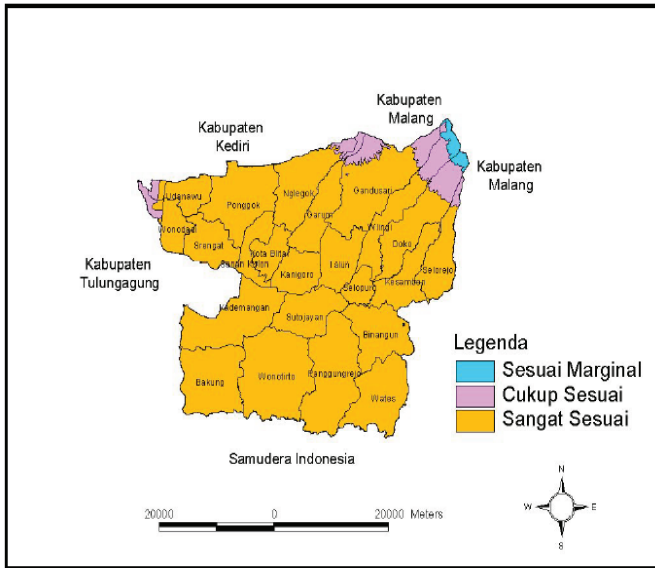 Kabupaten
Malang
Kabupaten
Kediri
Kabupaten
Malang
Udanawu
Ponggok
Nglegok
Gandusari
Garum
Wonodadi
Wlingi
Srengat
Kota Blitar
Doko
Sanan Kulon
Talun
Selorejo
Kanigoro
Kesamben
Selopuro
Kabupaten
Tulungagung
Kademangan
Sutojayan
Binangun
Legenda
Sesuai Marginal
Cukup Sesuai
Sangat Sesuai
Bakung
Wonotirto
Panggungrejo
Wates
Samudera Indonesia
20000 0 20000 Meters
N
W E
S